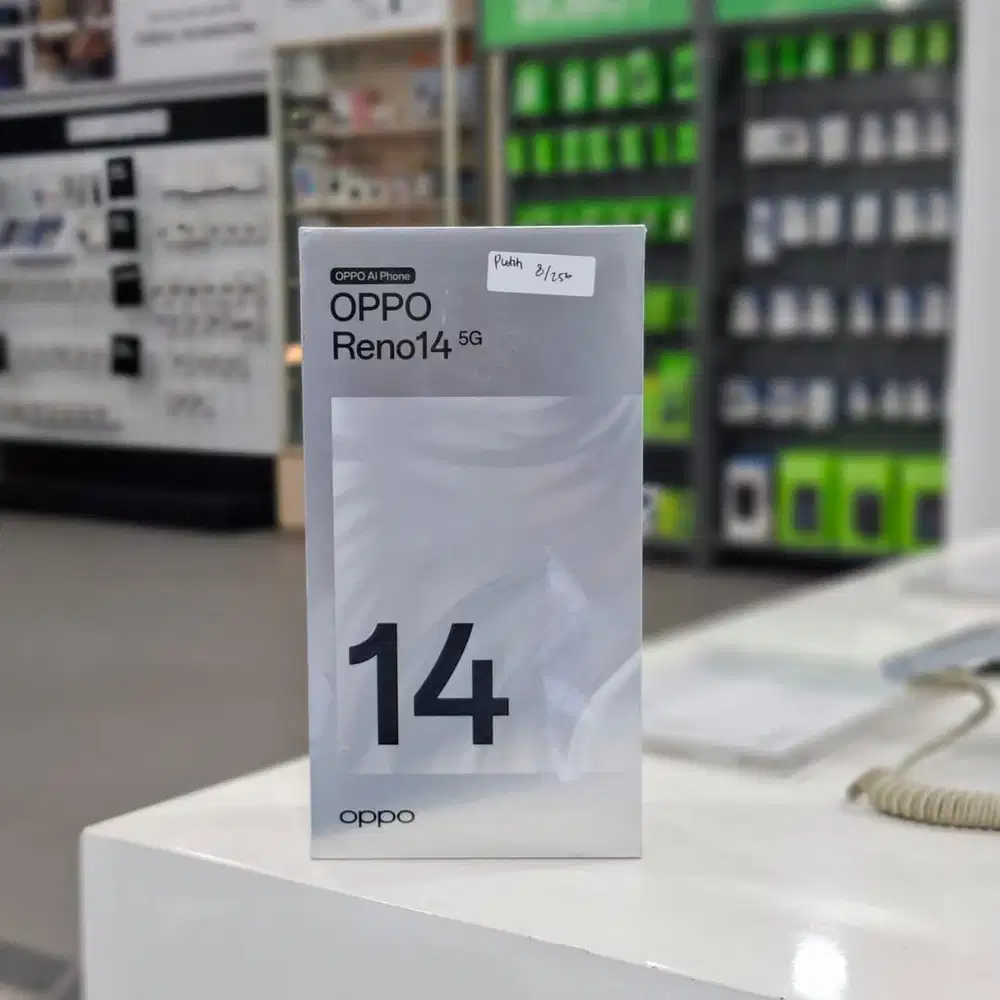 OPPO AI Phone
OPPO
Reno14 5G
Putih 8/256
14
oppo